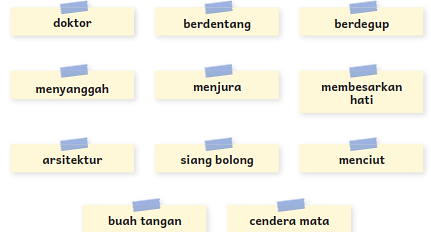 doktor
berdentang
berdegup
menyanggah
menjura
membesarkan
hati
arsitektur
siang bolong
menciut
buah tangan
cendera mata